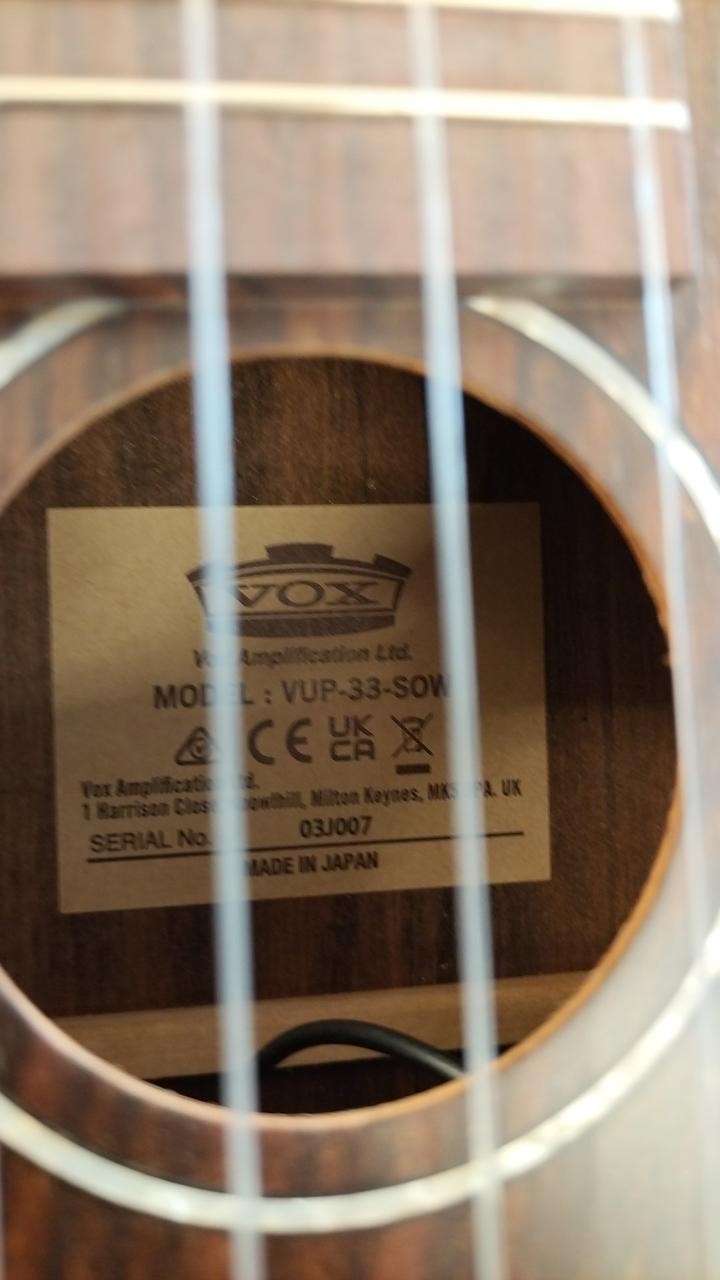 VOX
Vox Amplification Ltd.
MODEL : VUP-33-SOW
CE UK CA
Vox Amplification Ltd.
1 Harrison Close, Knowlhill, Milton Keynes, UK
SERIAL No. 03J007
MADE IN JAPAN